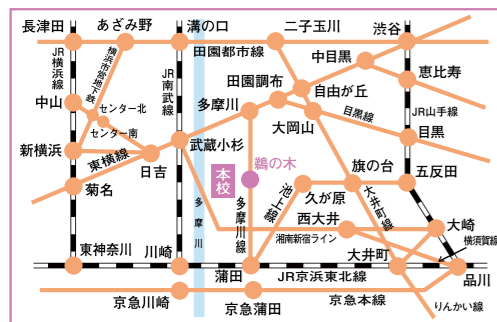 長津田
あざみ野
溝の口
二子玉川
渋谷
田園都市線
中目黒
JR横浜線
横浜市営地下鉄
JR南武線
恵比寿
田園調布
自由が丘
中山
センター北
多摩川
目黒線
JR山手線
センター南
大岡山
目黒
新横浜
東横線
日吉
武蔵小杉
本校
鵜の木
旗の台
五反田
菊名
池上線
久が原
大井町線
多摩川
多摩川線
西大井
大崎
湘南新宿ライン
横須賀線
東神奈川
川崎
蒲田
JR京浜東北線
大井町
品川
京急川崎
京急蒲田
京急本線
りんかい線